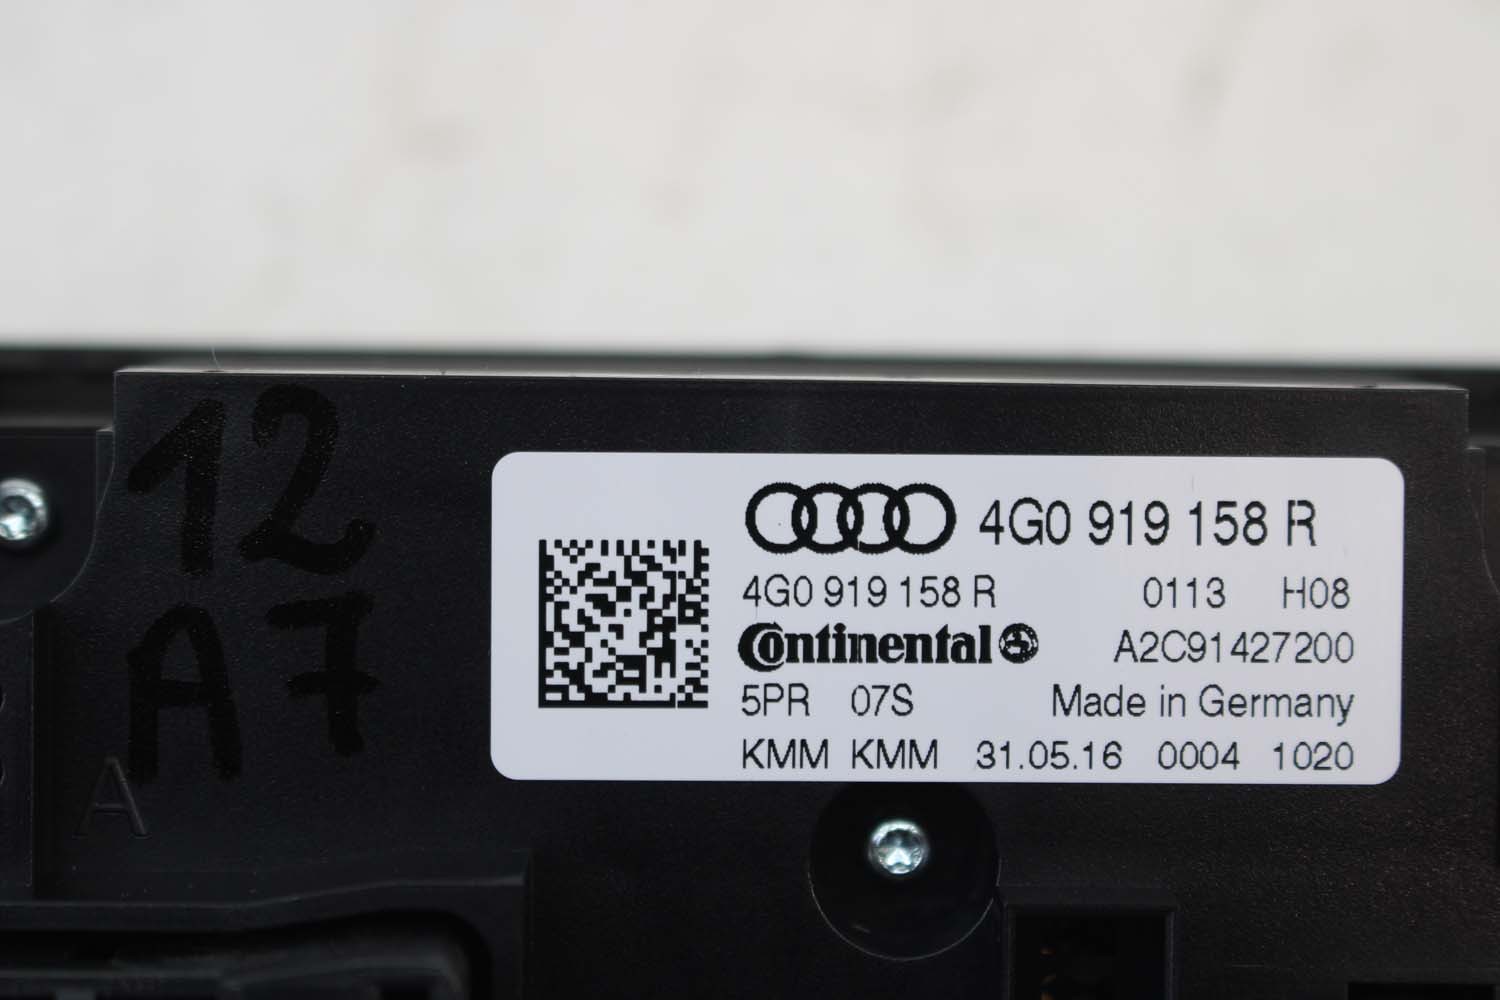 12
A7
A
4G0 919 158 R
4G0 919 158 R 0113 H08
Continental A2C91427200
5PR 07S Made in Germany
KMM KMM 31.05.16 0004 1020